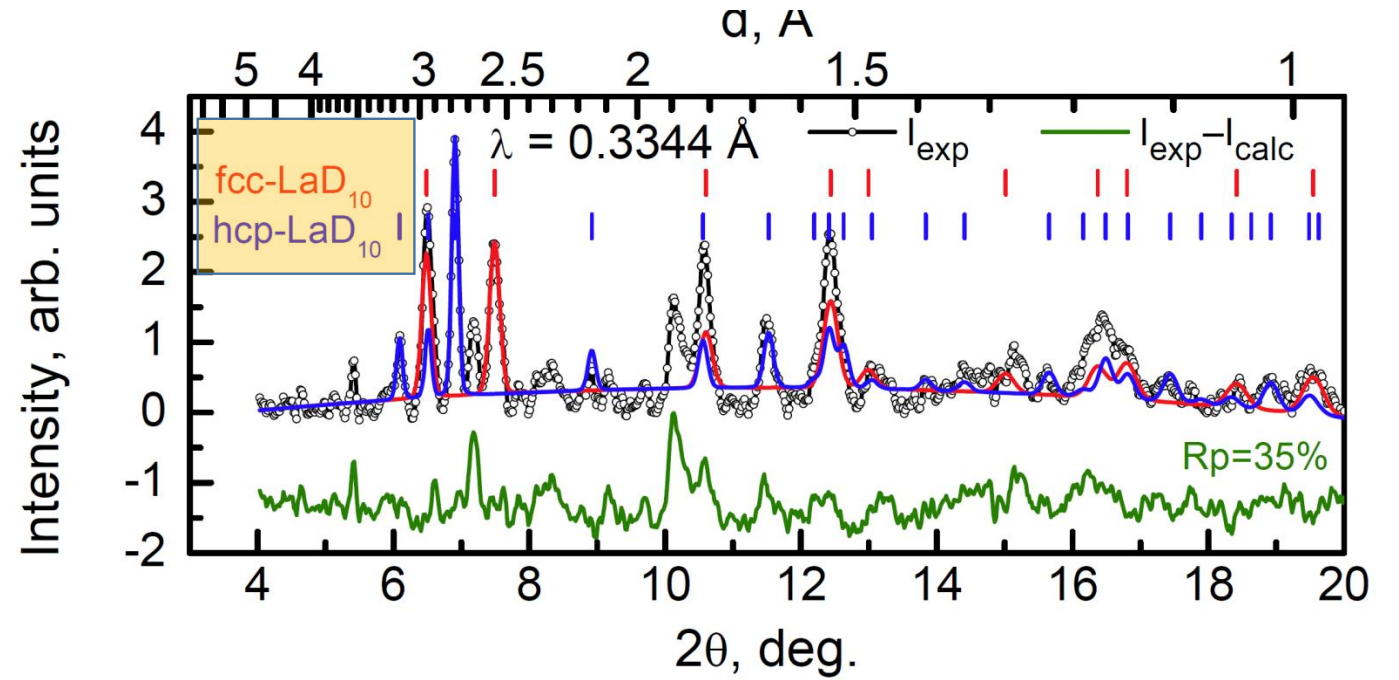 d, Å
5 4 3 2.5 2 1.5 1
λ = 0.3344 Å
I_exp
I_exp–I_calc
fcc-LaD₁₀
hcp-LaD₁₀
4
3
2
1
0
-1
-2
Rp=35%
Intensity, arb. units
4 6 8 10 12 14 16 18 20
2θ, deg.